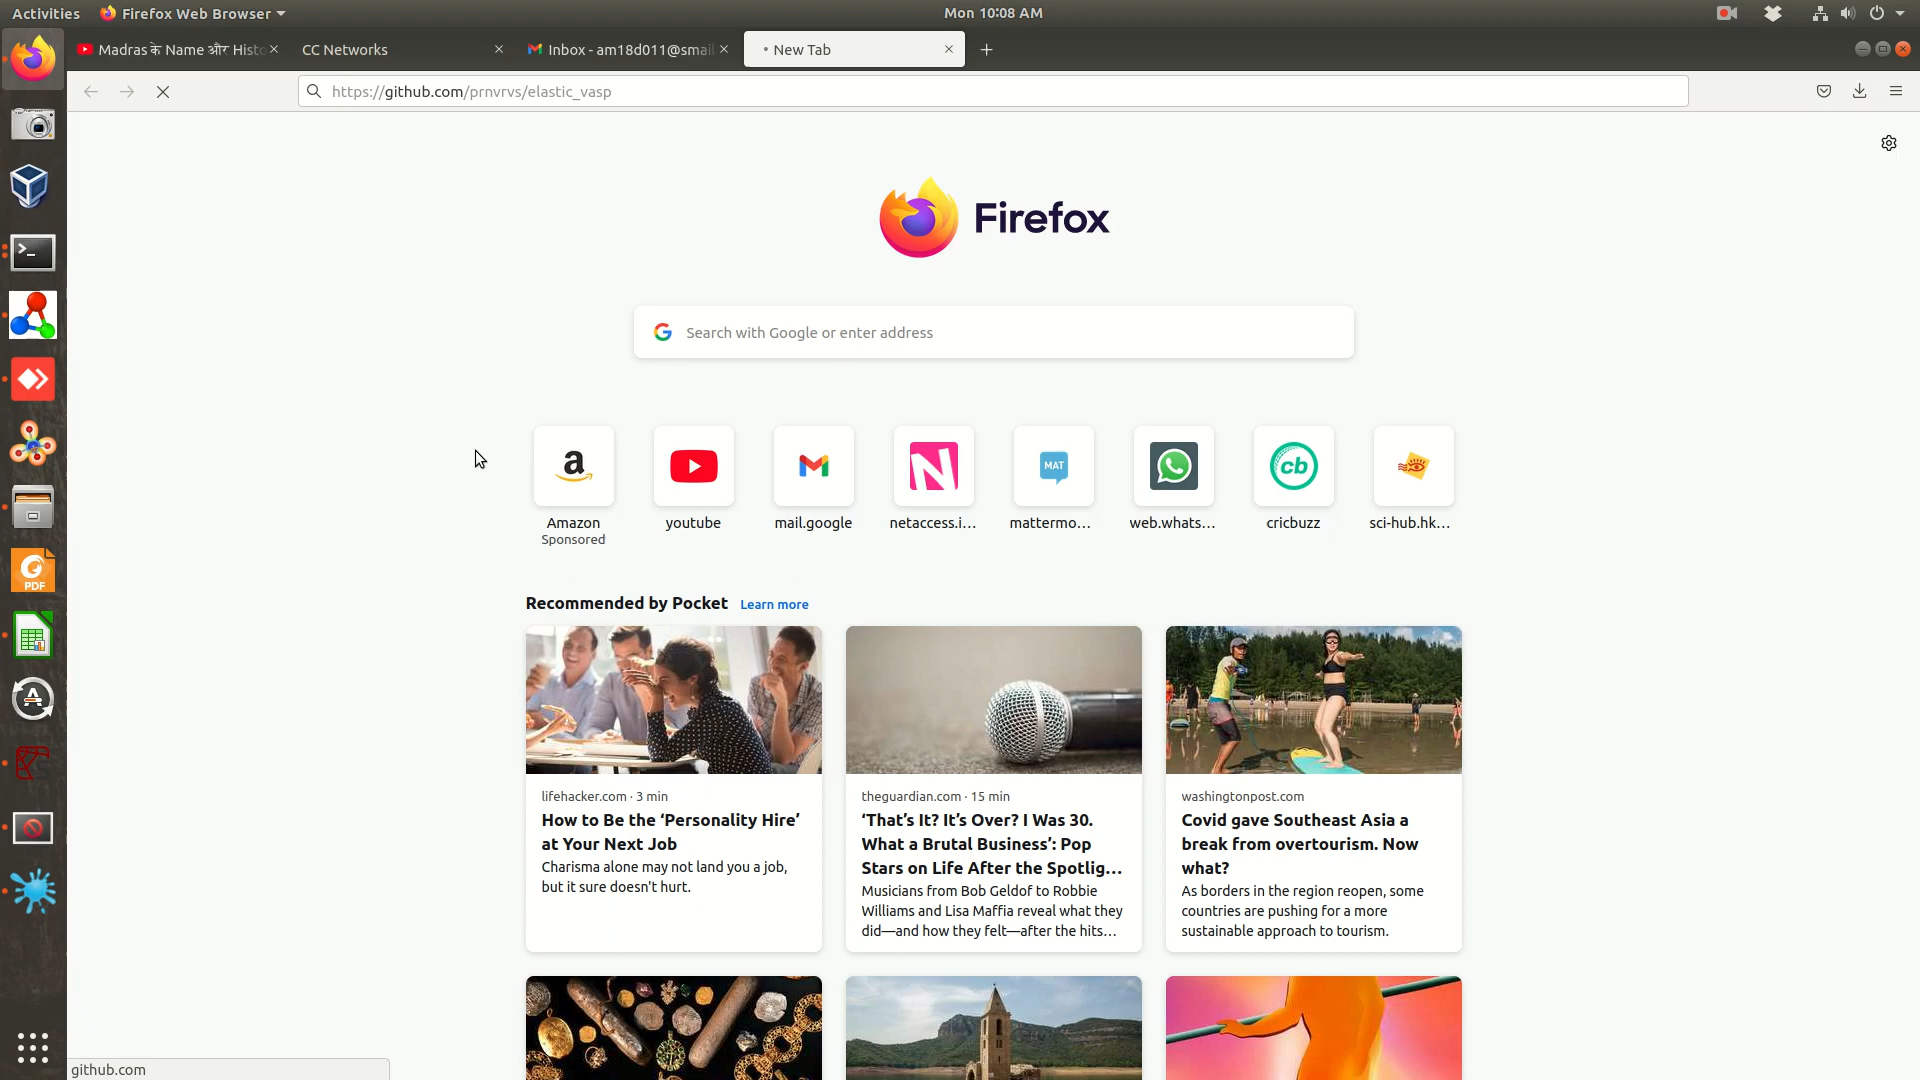 Activities
Firefox Web Browser
Mon 10:08 AM
Madras के Name और Histo
CC Networks
Inbox - am18d011@smail
New Tab
https://github.com/prnvrvs/elastic_vasp
Firefox
Search with Google or enter address
a
MAT
cb
Amazon
Sponsored
youtube
mail.google
netaccess.i...
mattermo...
web.whats...
cricbuzz
sci-hub.hk...
Recommended by Pocket
Learn more
lifehacker.com · 3 min
How to Be the ‘Personality Hire’
at Your Next Job
Charisma alone may not land you a job,
but it sure doesn't hurt.
theguardian.com · 15 min
‘That’s It? It’s Over? I Was 30.
What a Brutal Business’: Pop
Stars on Life After the Spotlig...
Musicians from Bob Geldof to Robbie
Williams and Lisa Maffia reveal what they
did—and how they felt—after the hits...
washingtonpost.com
Covid gave Southeast Asia a
break from overtourism. Now
what?
As borders in the region reopen, some
countries are pushing for a more
sustainable approach to tourism.
PDF
A
github.com